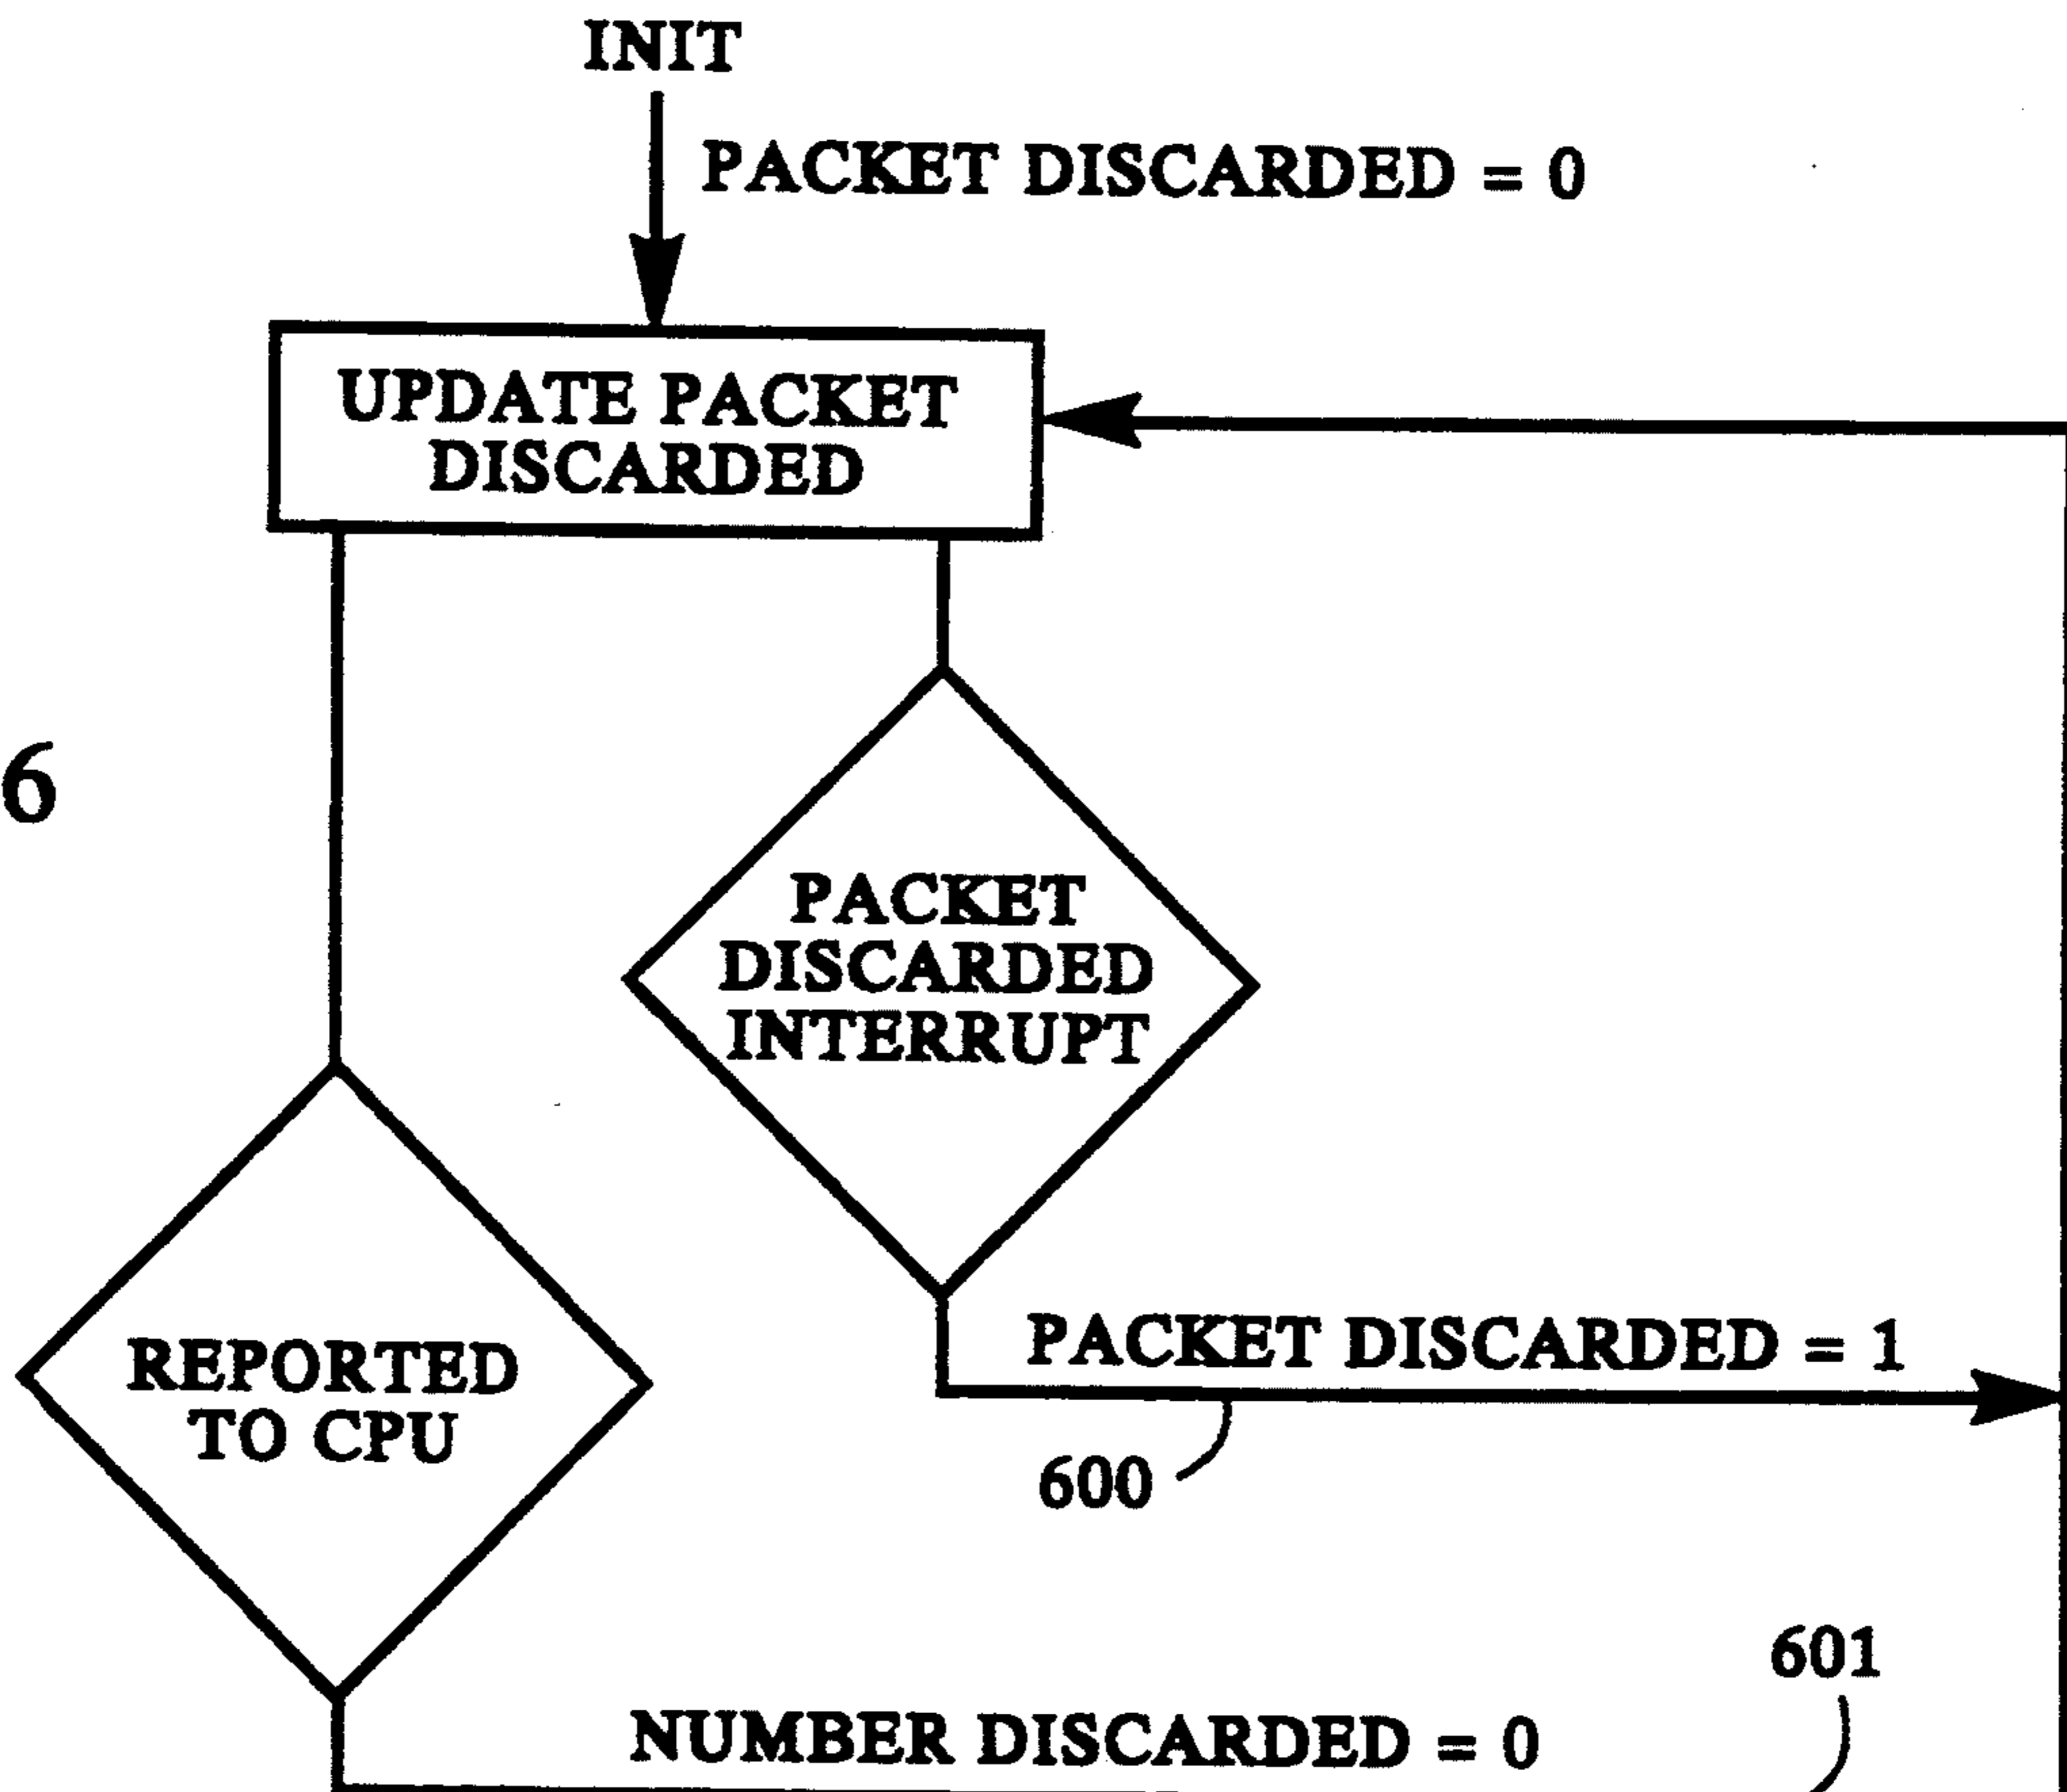 INIT
PACKET DISCARDED = 0
UPDATE PACKET
DISCARDED
6
PACKET
DISCARDED
INTERRUPT
PACKET DISCARDED = 1
REPORTED
TO CPU
600
601
NUMBER DISCARDED = 0